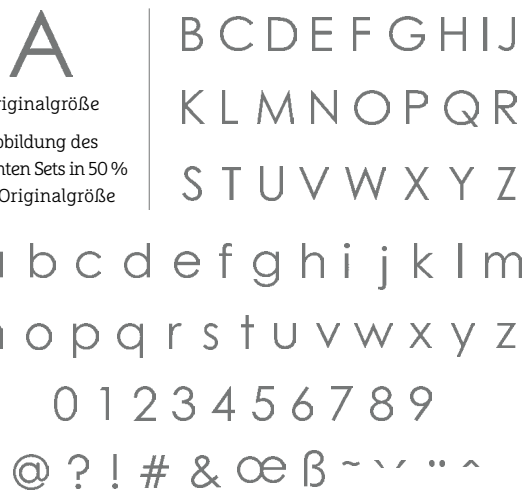 A
B C D E F G H I J
riginalgröße
K L M N O P Q R
bbildung des
nten Sets in 50 %
Originalgröße
S T U V W X Y Z
b c d e f g h i j k l m
o p q r s t u v w x y z
0 1 2 3 4 5 6 7 8 9
@ ? ! # & œ ß ~ ` ´ ¨ ^